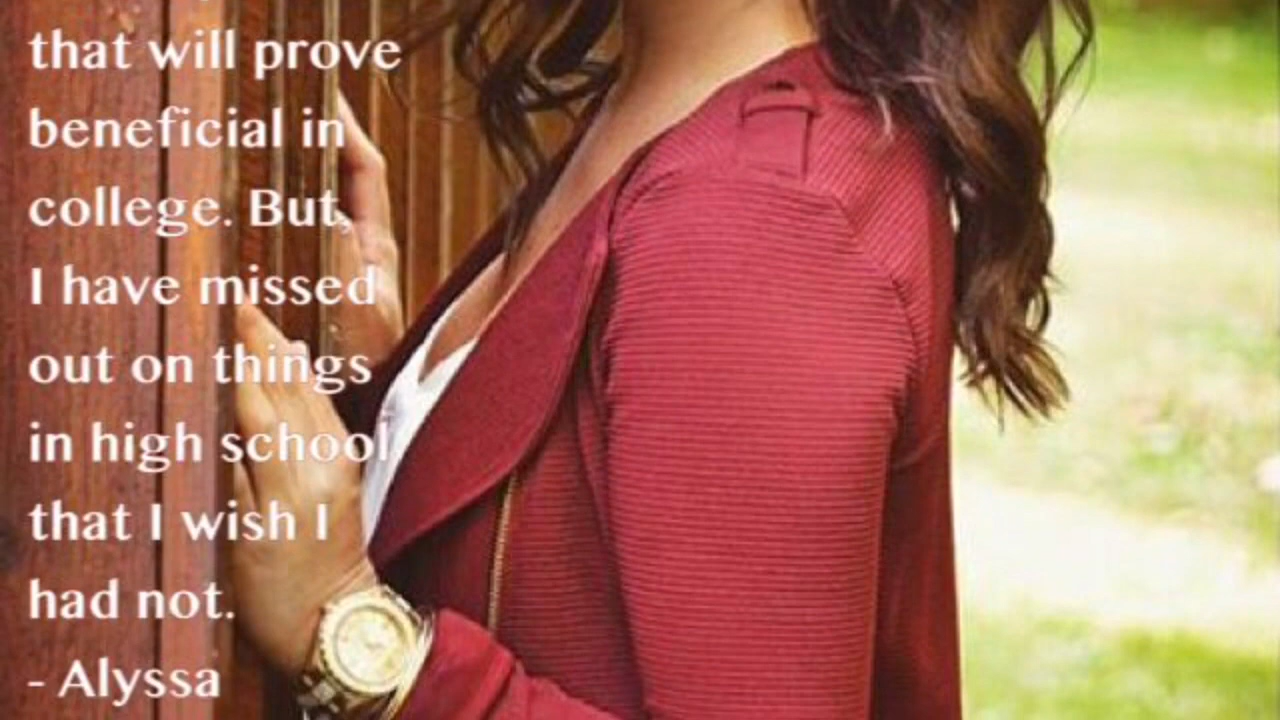 that will prove
beneficial in
college. But,
I have missed
out on things
in high school
that I wish I
had not.
- Alyssa